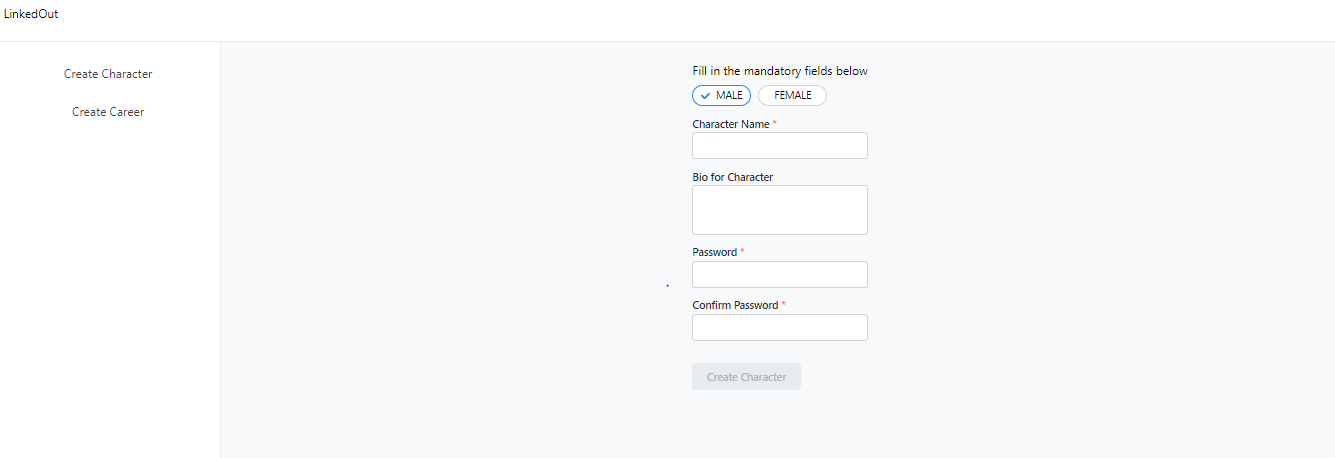 LinkedOut
Create Character
Create Career
Fill in the mandatory fields below
MALE FEMALE
Character Name *
Bio for Character
Password *
Confirm Password *
Create Character